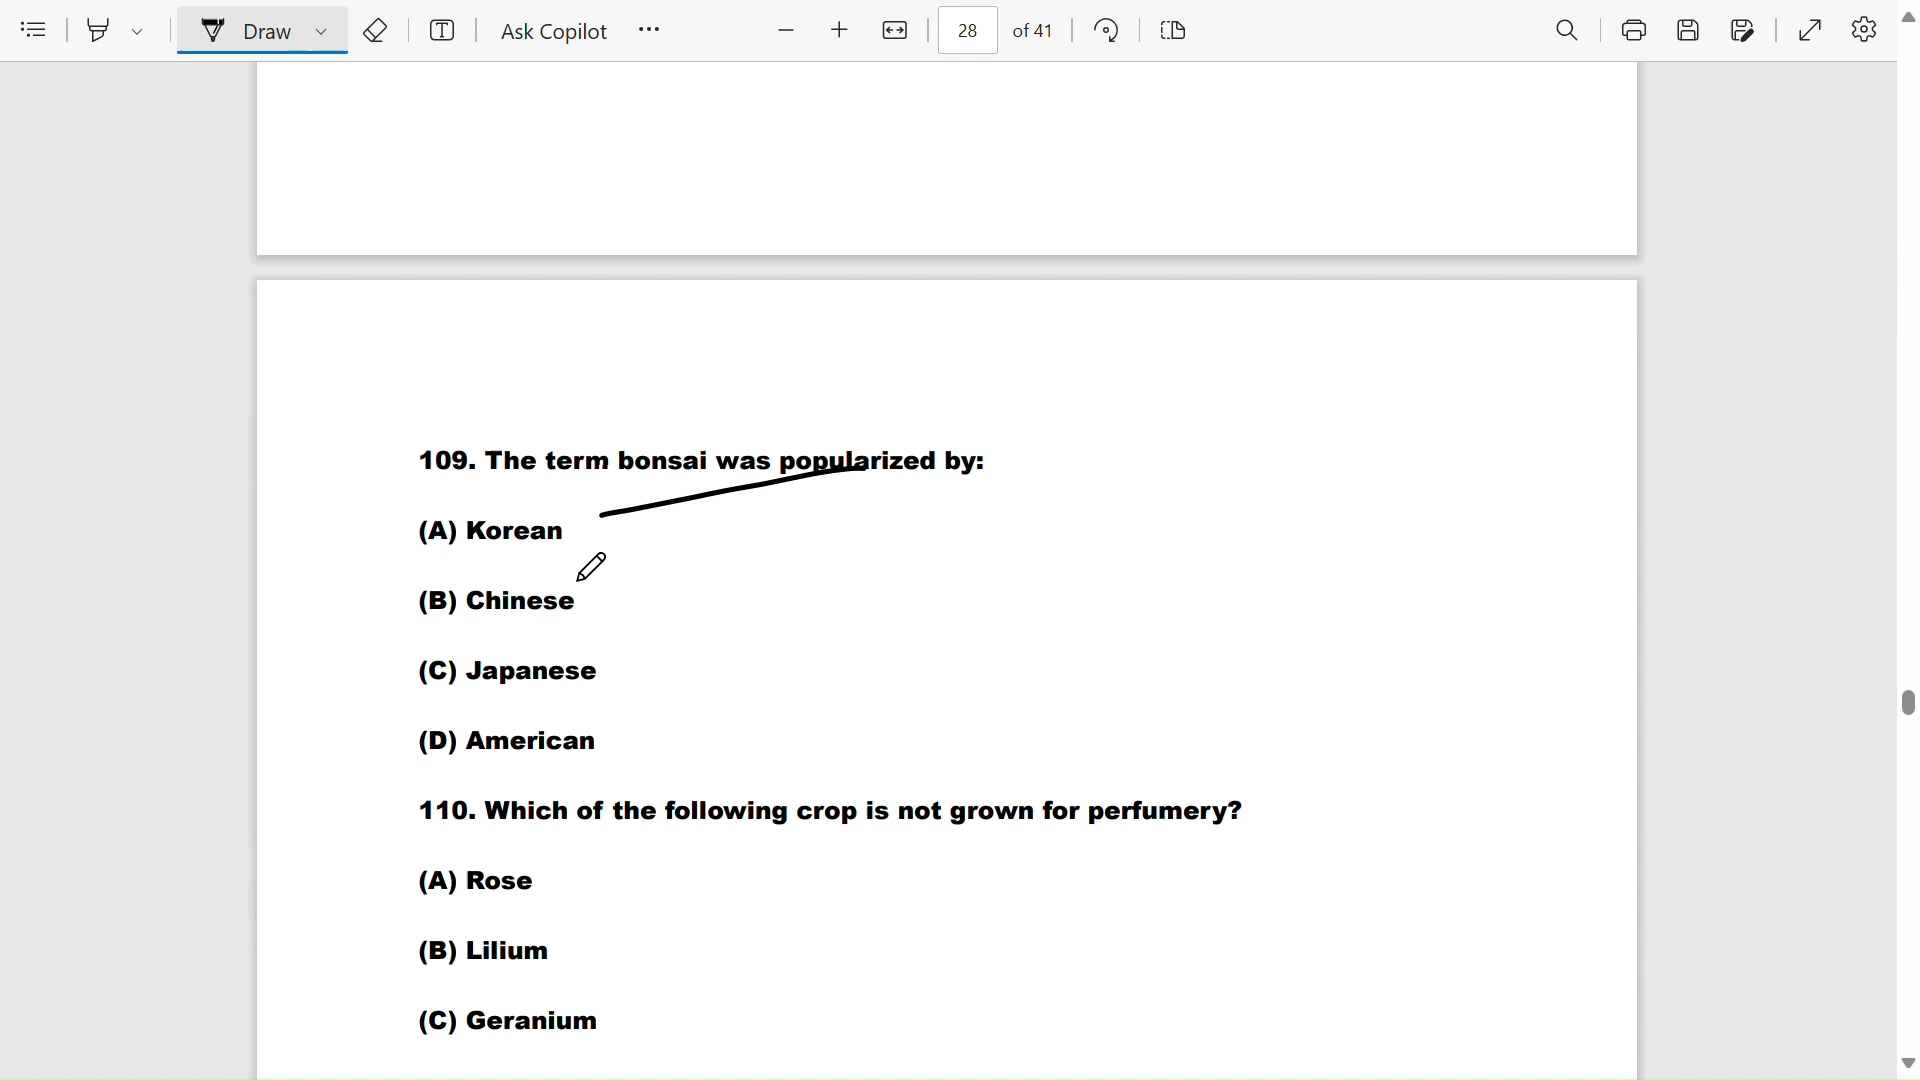 Draw
Ask Copilot
28 of 41
109. The term bonsai was popularized by:
(A) Korean
(B) Chinese
(C) Japanese
(D) American
110. Which of the following crop is not grown for perfumery?
(A) Rose
(B) Lilium
(C) Geranium